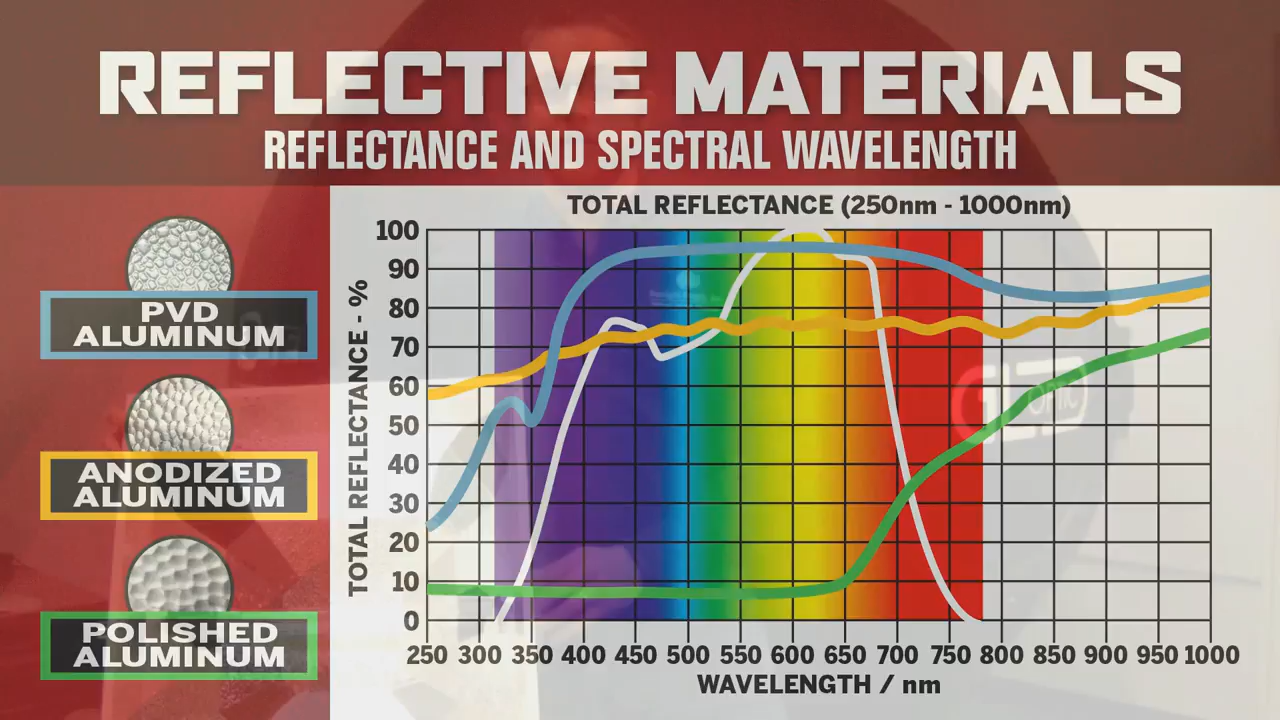 REFLECTIVE MATERIALS
REFLECTANCE AND SPECTRAL WAVELENGTH
PVD
ALUMINUM
ANODIZED
ALUMINUM
POLISHED
ALUMINUM
TOTAL REFLECTANCE (250nm - 1000nm)
TOTAL REFLECTANCE - %
100
90
80
70
60
50
40
30
20
10
0
250 300 350 400 450 500 550 600 650 700 750 800 850 900 950 1000
WAVELENGTH / nm
GL
OPTIC